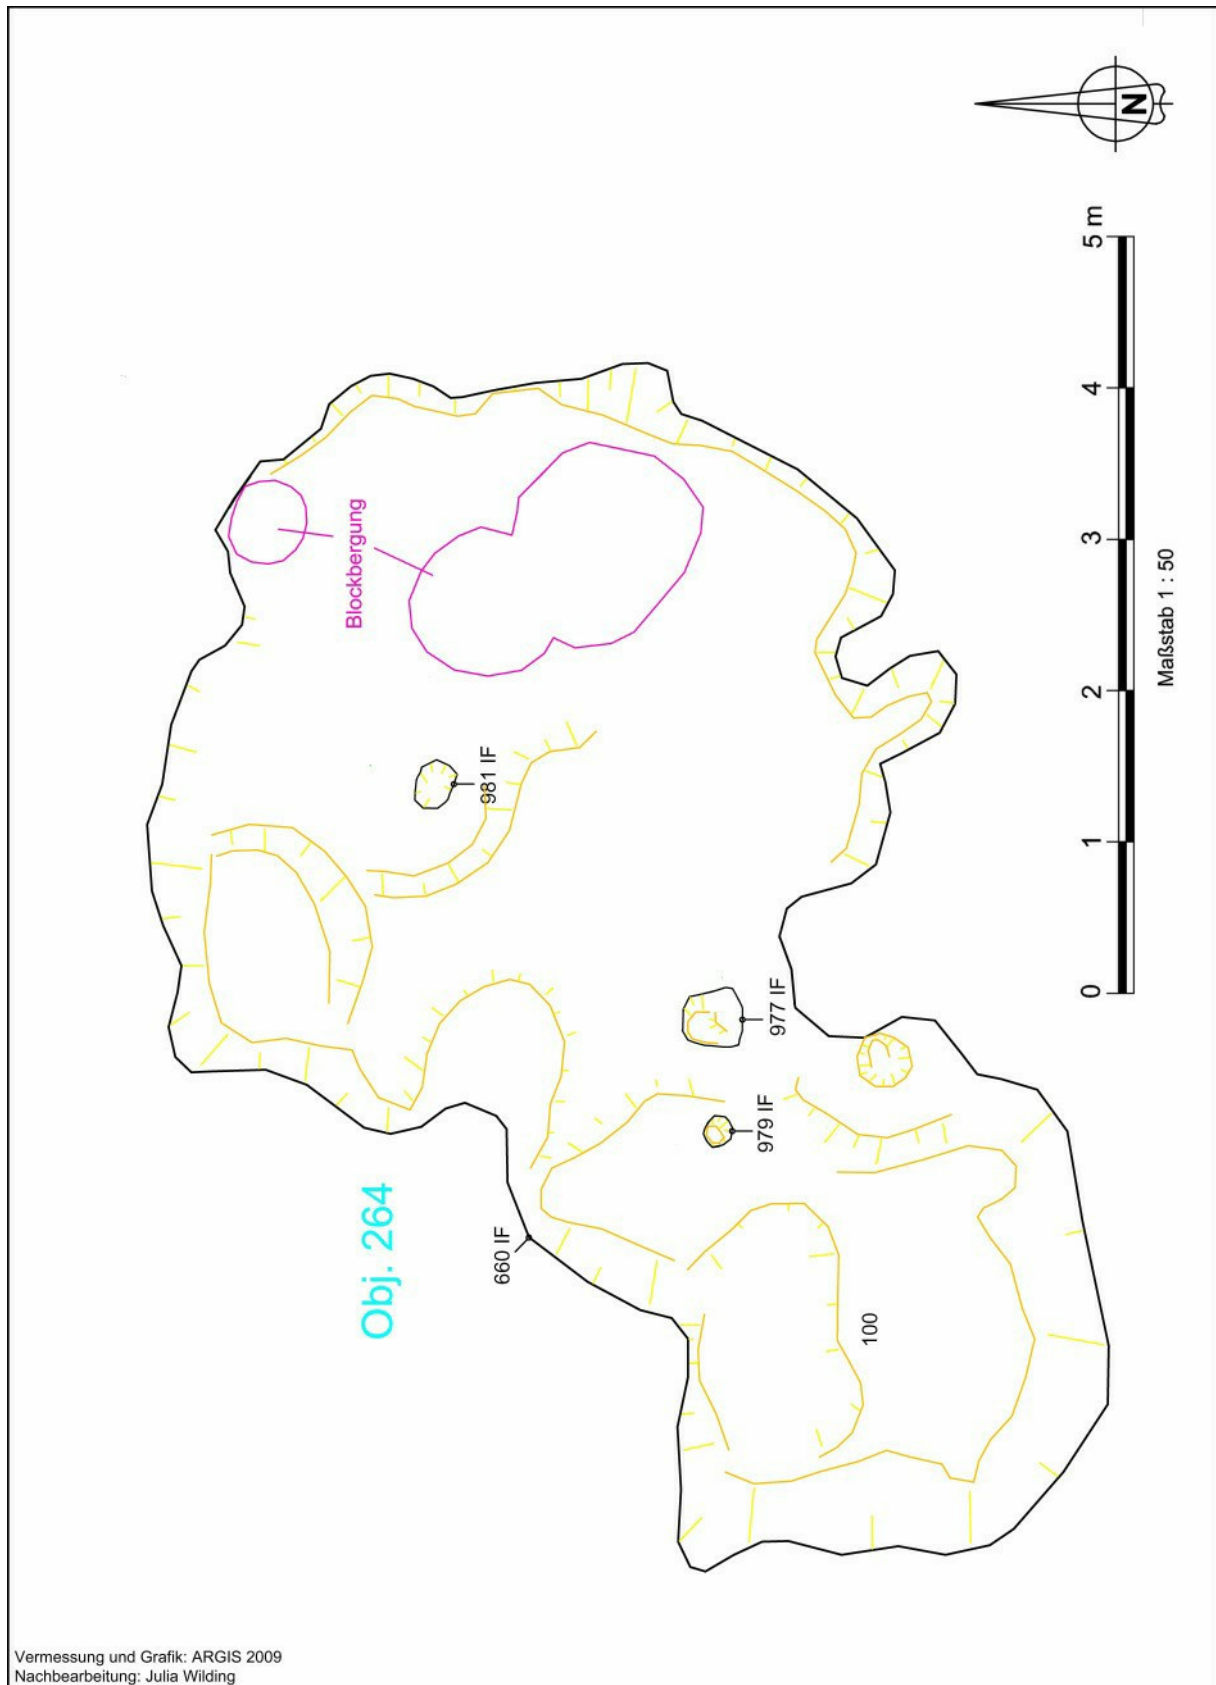 N
5 m
4
3
2
1
0
Maßstab 1 : 50
Blockbergung
981 IF
977 IF
979 IF
660 IF
Obj. 264
100
Vermessung und Grafik: ARGIS 2009
Nachbearbeitung: Julia Wilding